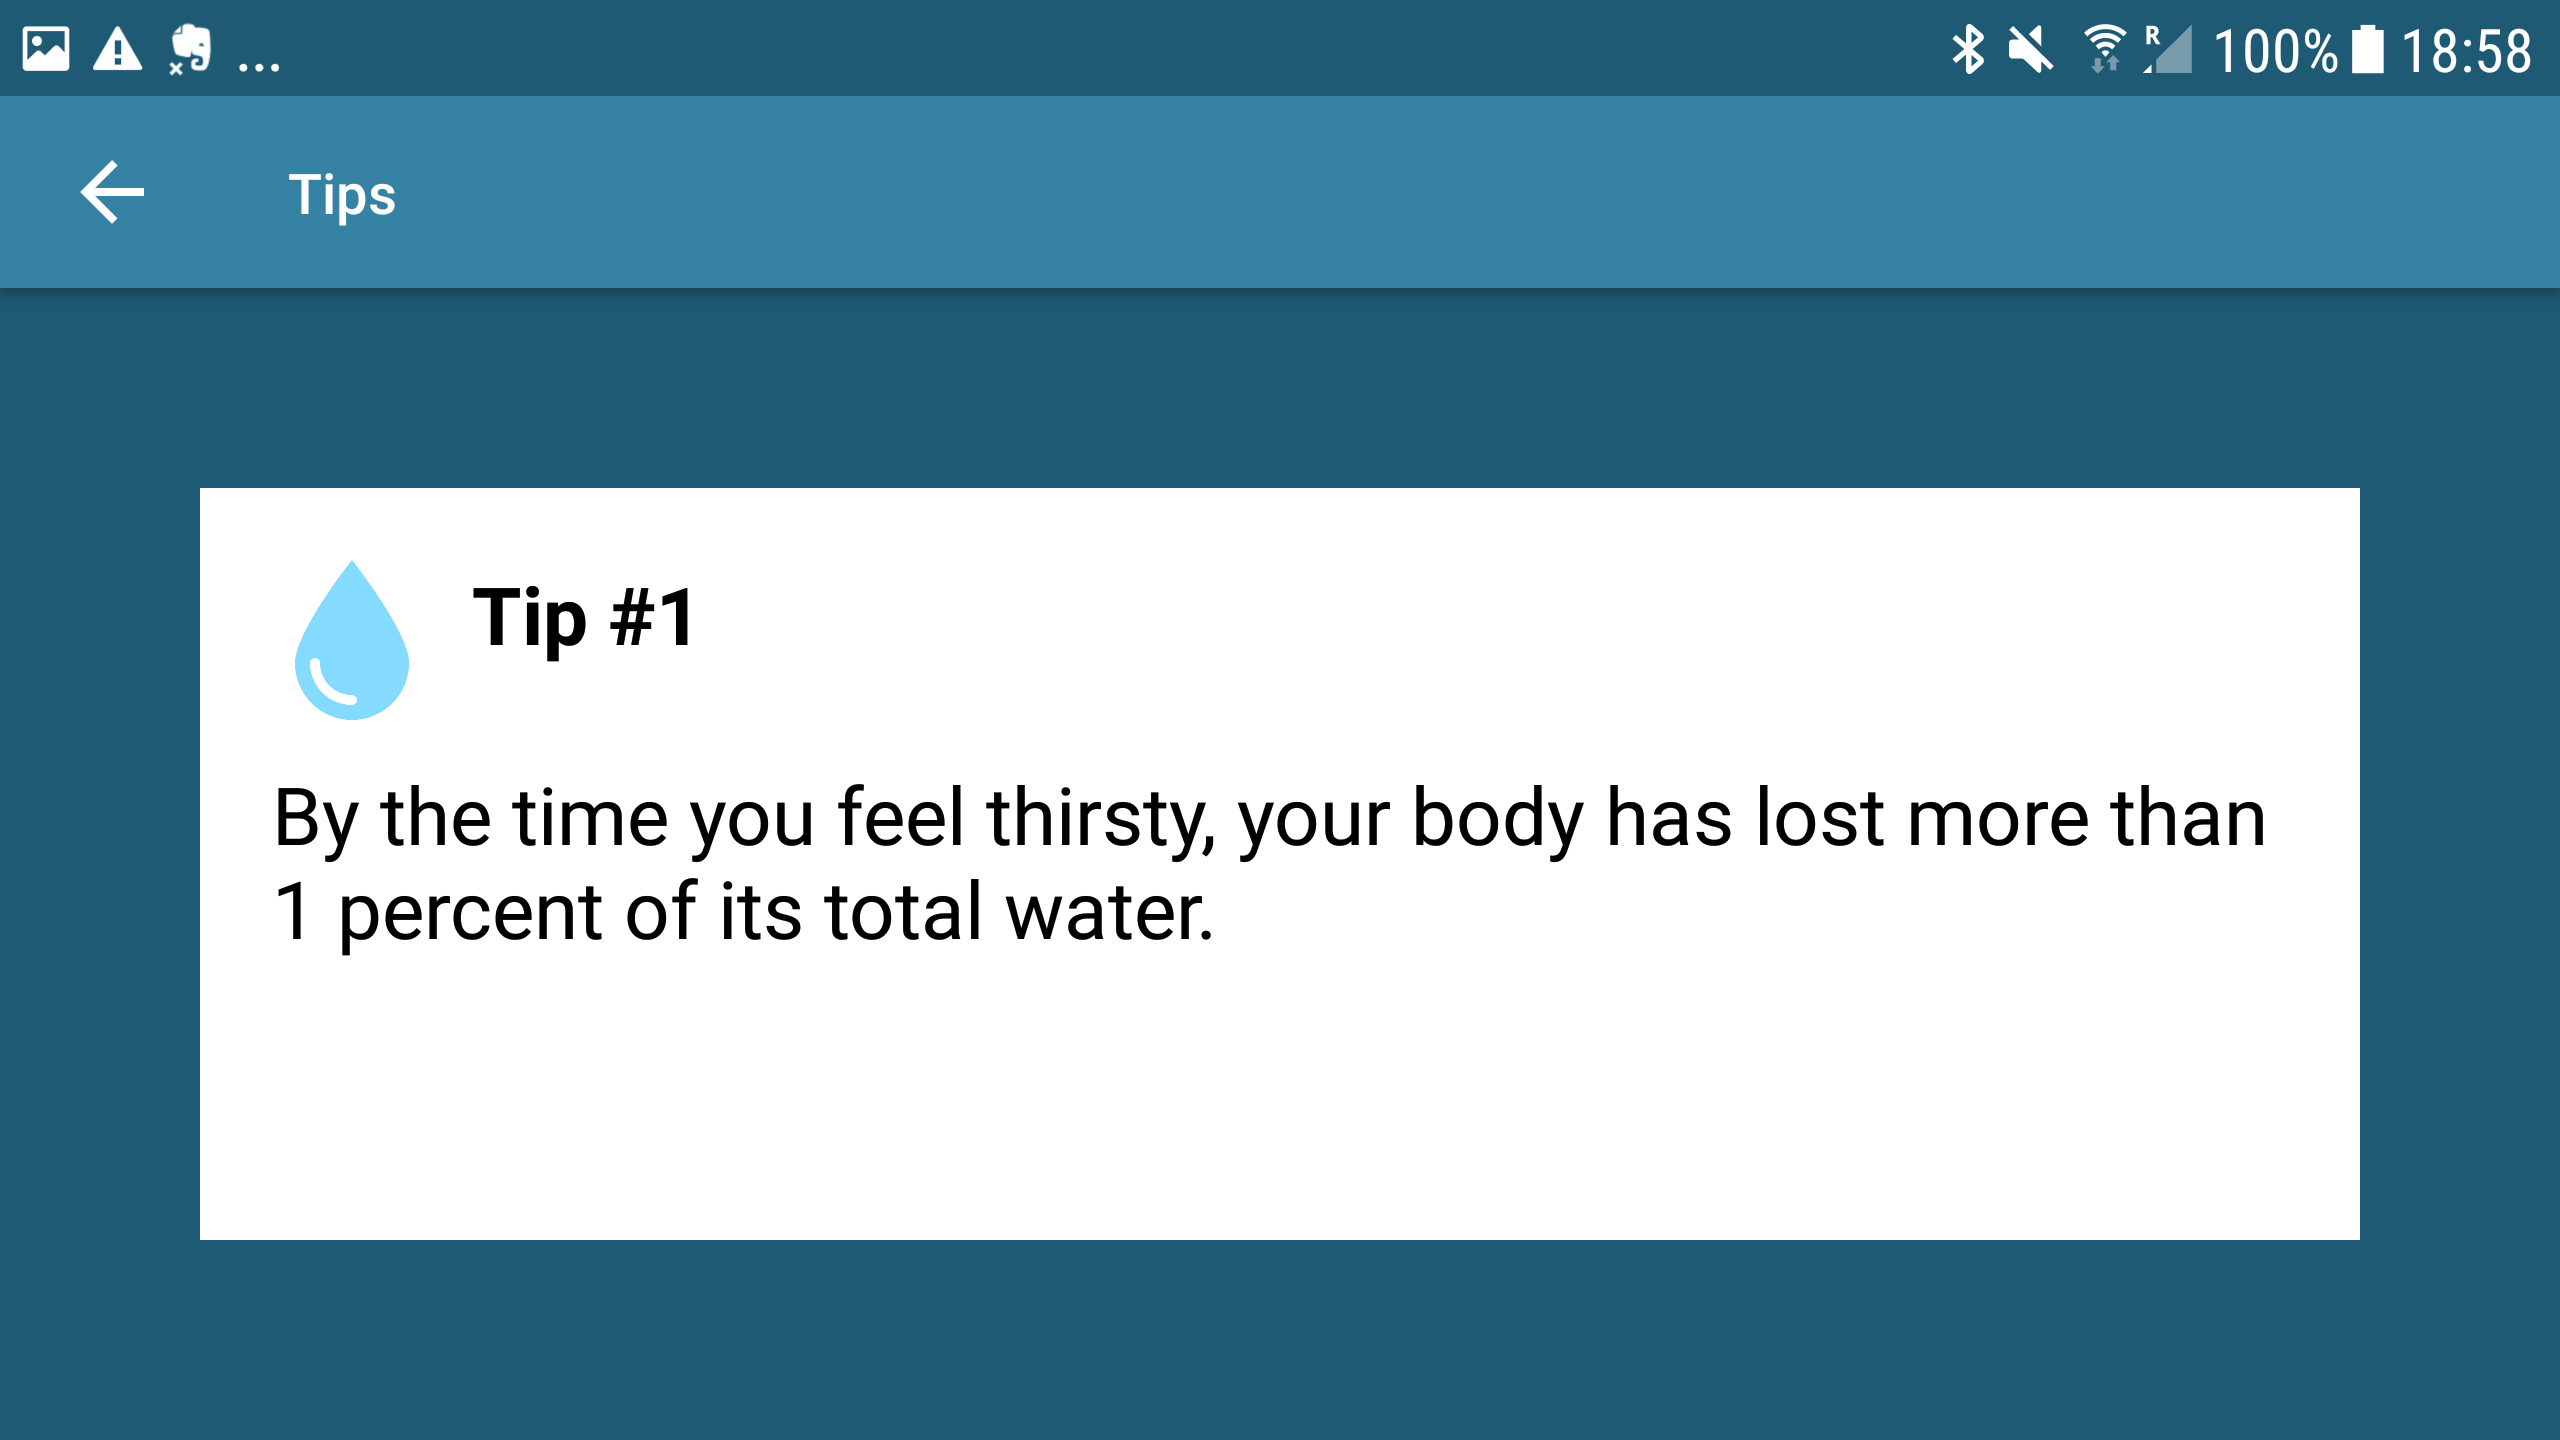 ... R 100% 18:58
Tips
Tip #1
By the time you feel thirsty, your body has lost more than
1 percent of its total water.